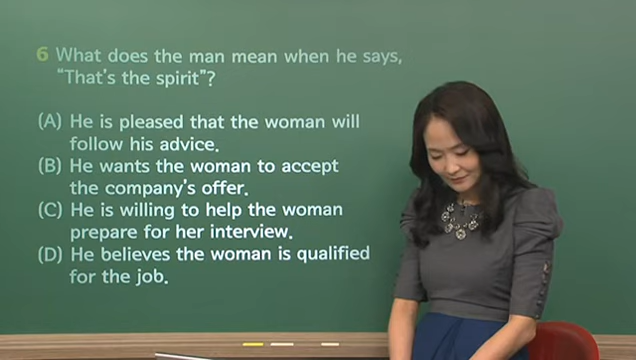 6 What does the man mean when he says,
"That's the spirit"?
(A) He is pleased that the woman will
follow his advice.
(B) He wants the woman to accept
the company's offer.
(C) He is willing to help the woman
prepare for her interview.
(D) He believes the woman is qualified
for the job.